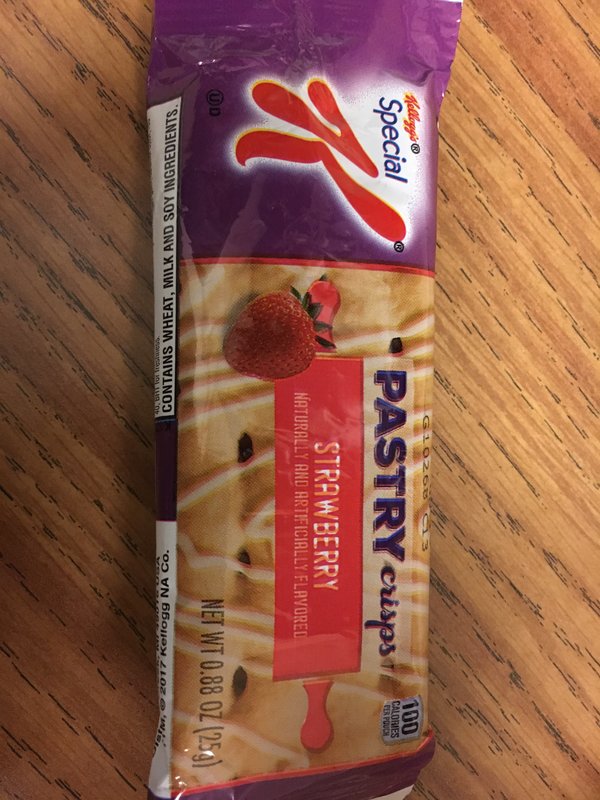 Kellogg's®
Special
K®
U D
PASTRY crisps™
STRAWBERRY
NATURALLY AND ARTIFICIALLY FLAVORED
100
CALORIES
PER POUCH
NET WT 0.88 OZ (25g)
CONTAINS WHEAT, MILK AND SOY INGREDIENTS.
© 2017 Kellogg NA Co.